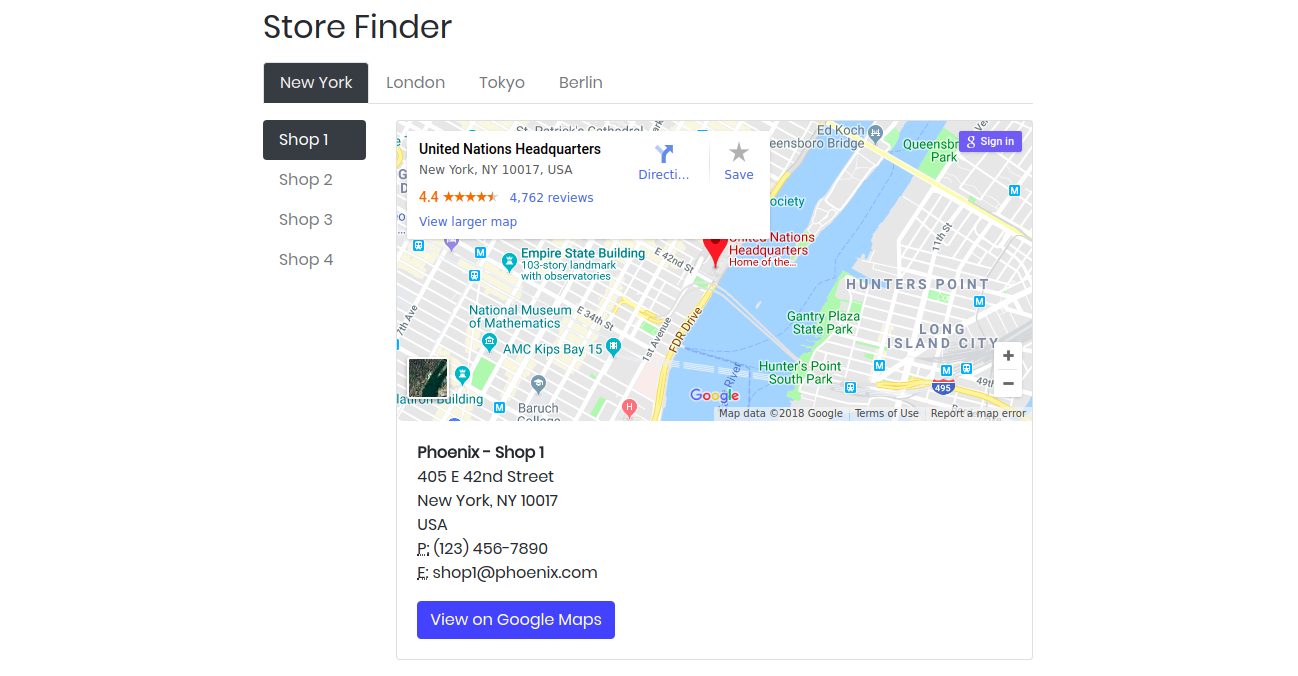 Store Finder
New York
London
Tokyo
Berlin
Shop 1
Shop 2
Shop 3
Shop 4
United Nations Headquarters
New York, NY 10017, USA
4.4
4,762 reviews
View larger map
Directi...
Save
Sign in
St. Patrick's Cathedral
Ed Koch
eensboro Bridge
Queensbr
Park
ociety
United Nations
Headquarters
Home of the...
Empire State Building
103-story landmark
with observatories
E 42nd St
11th St
HUNTERS POINT
National Museum
of Mathematics
E 34th St
7th Ave
1st Avenue
FDR Drive
Gantry Plaza
State Park
LONG
ISLAND CITY
AMC Kips Bay 15
Hunter's Point
South Park
River
495
49th
Baruch
College
H
Building
Google
+
−
Map data ©2018 Google
Terms of Use
Report a map error
Phoenix - Shop 1
405 E 42nd Street
New York, NY 10017
USA
P: (123) 456-7890
E: shop1@phoenix.com
View on Google Maps